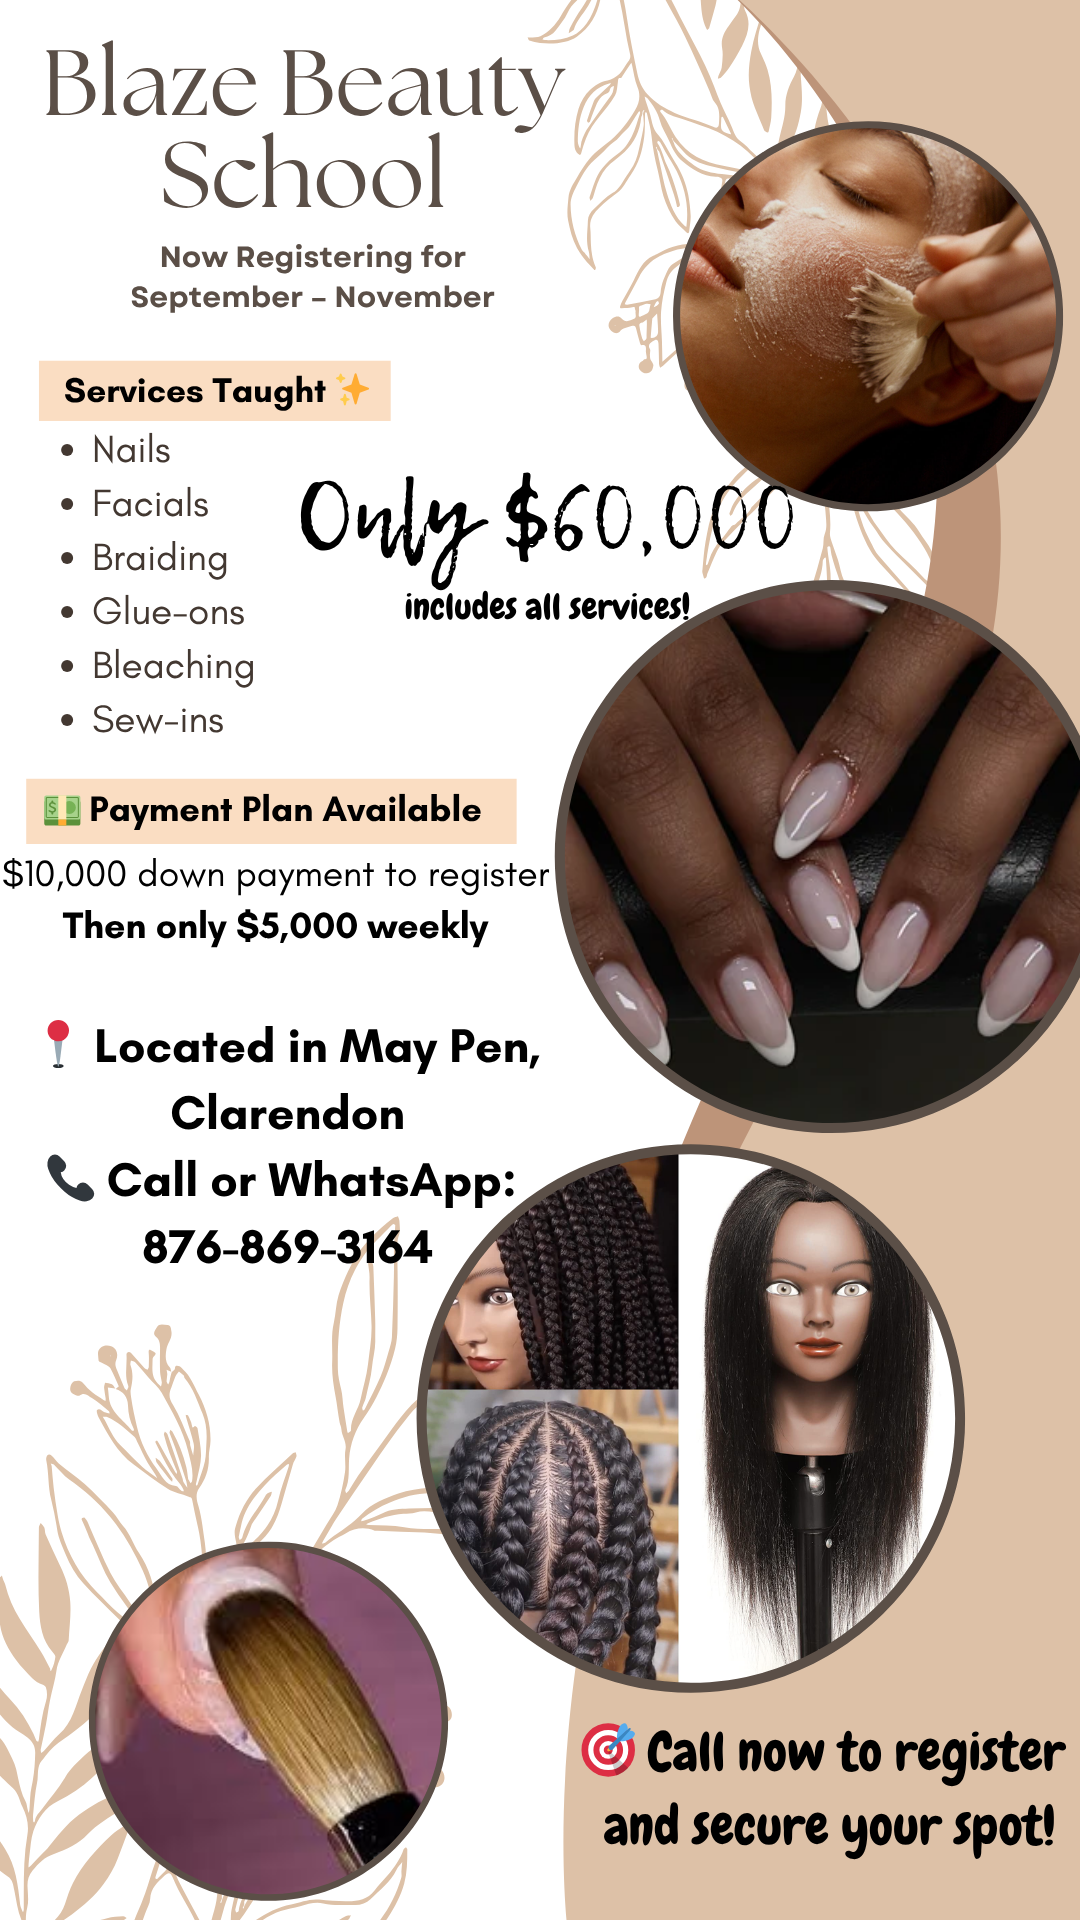 Blaze Beauty
School
Now Registering for
September – November
Services Taught ✨
• Nails
• Facials
• Braiding
• Glue-ons
• Bleaching
• Sew-ins
Only $60,000
includes all services!
💵 Payment Plan Available
$10,000 down payment to register
Then only $5,000 weekly
📍 Located in May Pen,
Clarendon
📞 Call or WhatsApp:
876-869-3164
🎯 Call now to register
and secure your spot!